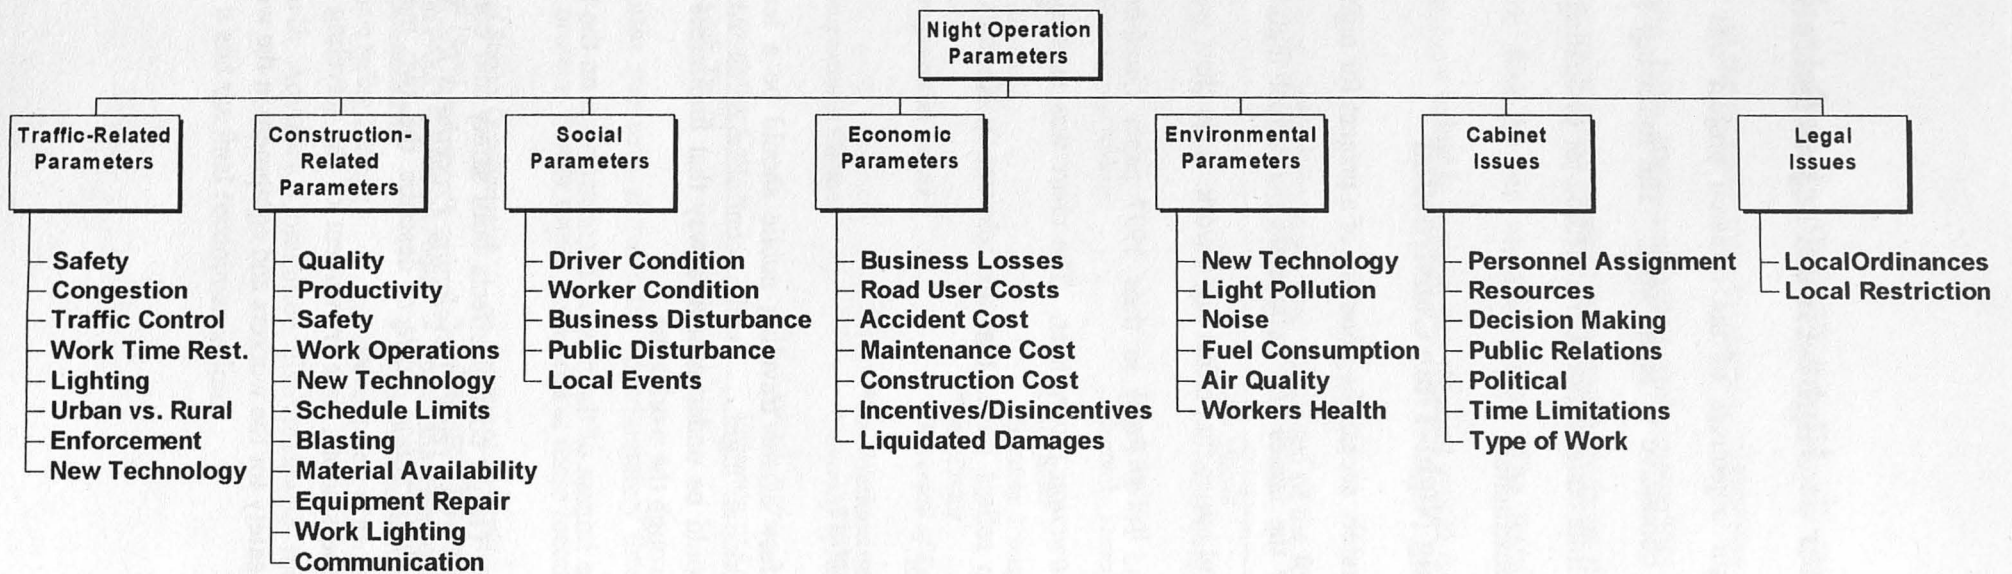 Night Operation
Parameters
Traffic-Related
Parameters
Safety
Congestion
Traffic Control
Work Time Rest.
Lighting
Urban vs. Rural
Enforcement
New Technology
Construction-
Related
Parameters
Quality
Productivity
Safety
Work Operations
New Technology
Schedule Limits
Blasting
Material Availability
Equipment Repair
Work Lighting
Communication
Social
Parameters
Driver Condition
Worker Condition
Business Disturbance
Public Disturbance
Local Events
Economic
Parameters
Business Losses
Road User Costs
Accident Cost
Maintenance Cost
Construction Cost
Incentives/Disincentives
Liquidated Damages
Environmental
Parameters
New Technology
Light Pollution
Noise
Fuel Consumption
Air Quality
Workers Health
Cabinet
Issues
Personnel Assignment
Resources
Decision Making
Public Relations
Political
Time Limitations
Type of Work
Legal
Issues
LocalOrdinances
Local Restriction